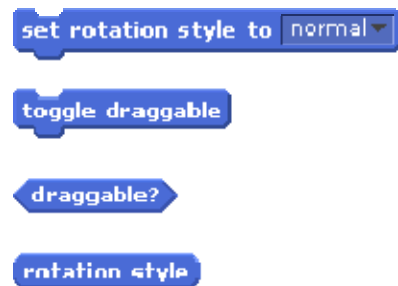 set rotation style to normal
toggle draggable
draggable?
rotation style